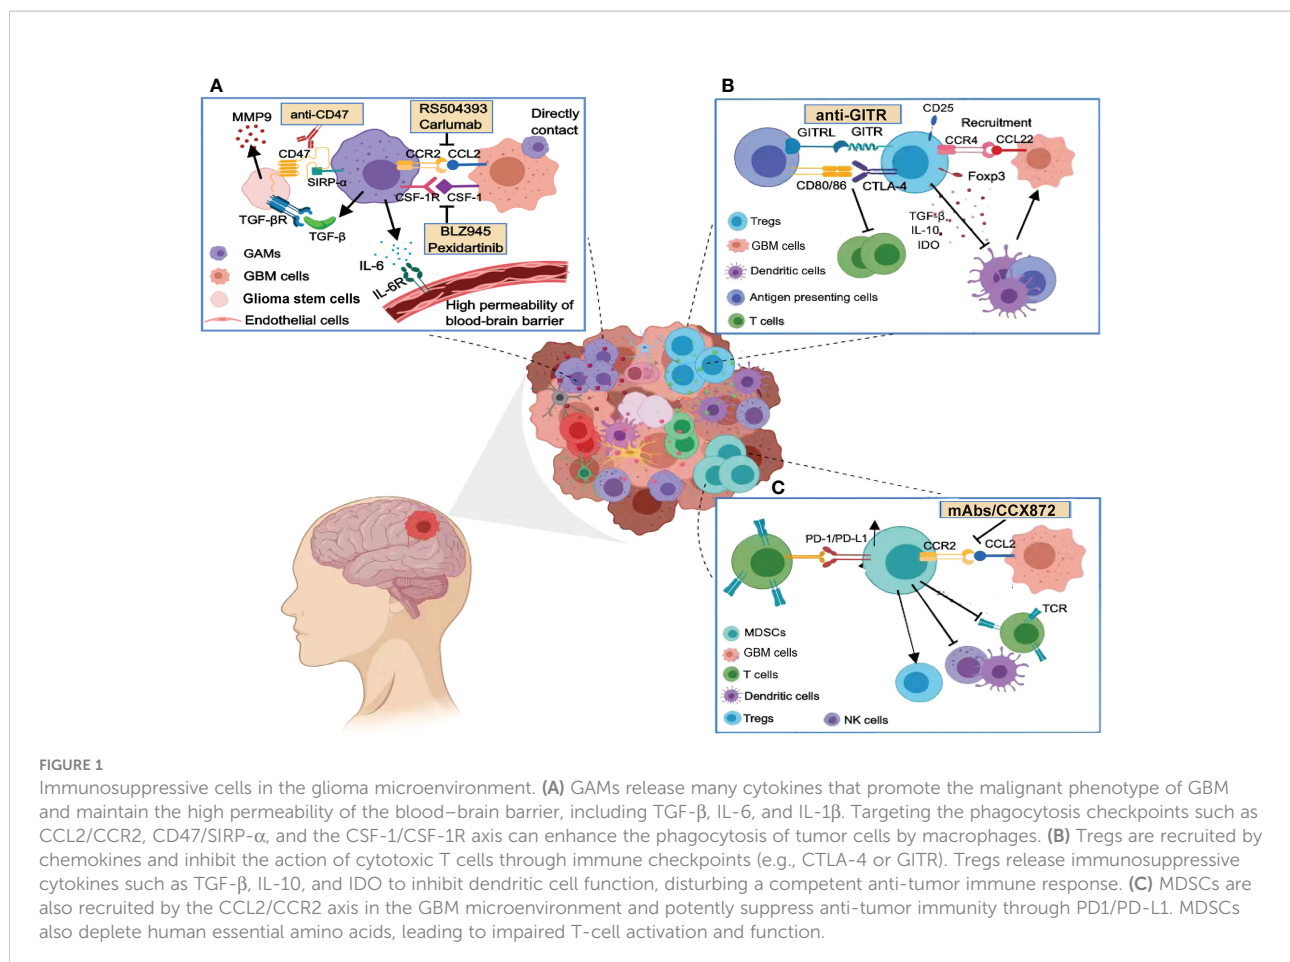 A
MMP9
anti-CD47
RS504393
Carlumab
Directly
contact
CD47
CCR2
CCL2
SIRP-α
CSF-1R
CSF-1
TGF-βR
TGF-β
BLZ945
Pexidartinib
IL-6
IL-6R
GAMs
GBM cells
Glioma stem cells
Endothelial cells
High permeability of
blood-brain barrier
B
anti-GITR
CD25
GITRL
GITR
Recruitment
CCR4
CCL22
CD80/86
CTLA-4
Foxp3
TGF-β,
IL-10,
IDO
Tregs
GBM cells
Dendritic cells
Antigen presenting cells
T cells
C
mAbs/CCX872
PD-1/PD-L1
CCR2
CCL2
TCR
MDSCs
GBM cells
T cells
Dendritic cells
Tregs
NK cells
FIGURE 1
Immunosuppressive cells in the glioma microenvironment. (A) GAMs release many cytokines that promote the malignant phenotype of GBM
and maintain the high permeability of the blood–brain barrier, including TGF-β, IL-6, and IL-1β. Targeting the phagocytosis checkpoints such as
CCL2/CCR2, CD47/SIRP-α, and the CSF-1/CSF-1R axis can enhance the phagocytosis of tumor cells by macrophages. (B) Tregs are recruited by
chemokines and inhibit the action of cytotoxic T cells through immune checkpoints (e.g., CTLA-4 or GITR). Tregs release immunosuppressive
cytokines such as TGF-β, IL-10, and IDO to inhibit dendritic cell function, disturbing a competent anti-tumor immune response. (C) MDSCs are
also recruited by the CCL2/CCR2 axis in the GBM microenvironment and potently suppress anti-tumor immunity through PD1/PD-L1. MDSCs
also deplete human essential amino acids, leading to impaired T-cell activation and function.